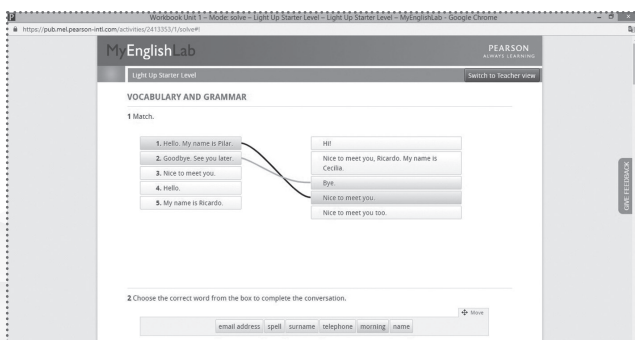 Workbook Unit 1 – Mode: solve – Light Up Starter Level – Light Up Starter Level – MyEnglishLab - Google Chrome
https://pub.mel.pearson-intl.com/activities/2413353/1/solve#!
MyEnglishLab
PEARSON
ALWAYS LEARNING
Light Up Starter Level
Switch to Teacher view
VOCABULARY AND GRAMMAR
1 Match.
1. Hello. My name is Pilar.
2. Goodbye. See you later.
3. Nice to meet you.
4. Hello.
5. My name is Ricardo.
Hi!
Nice to meet you, Ricardo. My name is
Cecilia.
Bye.
Nice to meet you.
Nice to meet you too.
GIVE FEEDBACK
2 Choose the correct word from the box to complete the conversation.
Move
email address spell surname telephone morning name